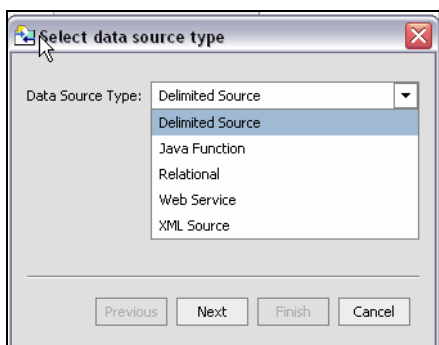 Select data source type
Data Source Type: Delimited Source
Delimited Source
Java Function
Relational
Web Service
XML Source
Previous Next Finish Cancel